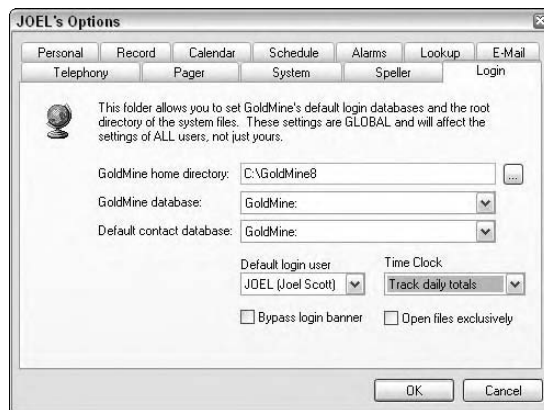 JOEL's Options
Personal Record Calendar Schedule Alarms Lookup E-Mail
Telephony Pager System Speller Login
This folder allows you to set GoldMine's default login databases and the root
directory of the system files. These settings are GLOBAL and will affect the
settings of ALL users, not just yours.
GoldMine home directory: C:\GoldMine8 ...
GoldMine database: GoldMine:
Default contact database: GoldMine:
Default login user Time Clock
JOEL (Joel Scott) Track daily totals
Bypass login banner Open files exclusively
OK Cancel